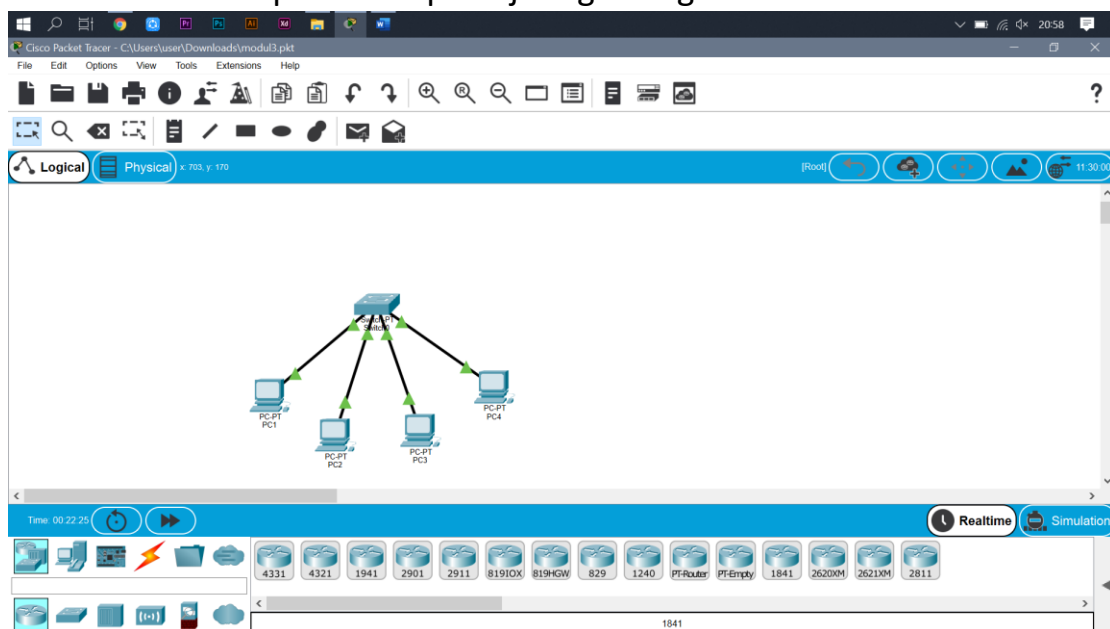 20:58
Cisco Packet Tracer - C:\Users\user\Downloads\modul3.pkt
File Edit Options View Tools Extensions Help
Logical Physical x: 703, y: 170 [Root] 11:30:00
Switch-PT
Switch0
PC-PT
PC1
PC-PT
PC2
PC-PT
PC3
PC-PT
PC4
Time: 00:22:25 Realtime Simulation
4331 4321 1941 2901 2911 819IOX 819HGW 829 1240 PT-Router PT-Empty 1841 2620XM 2621XM 2811
1841